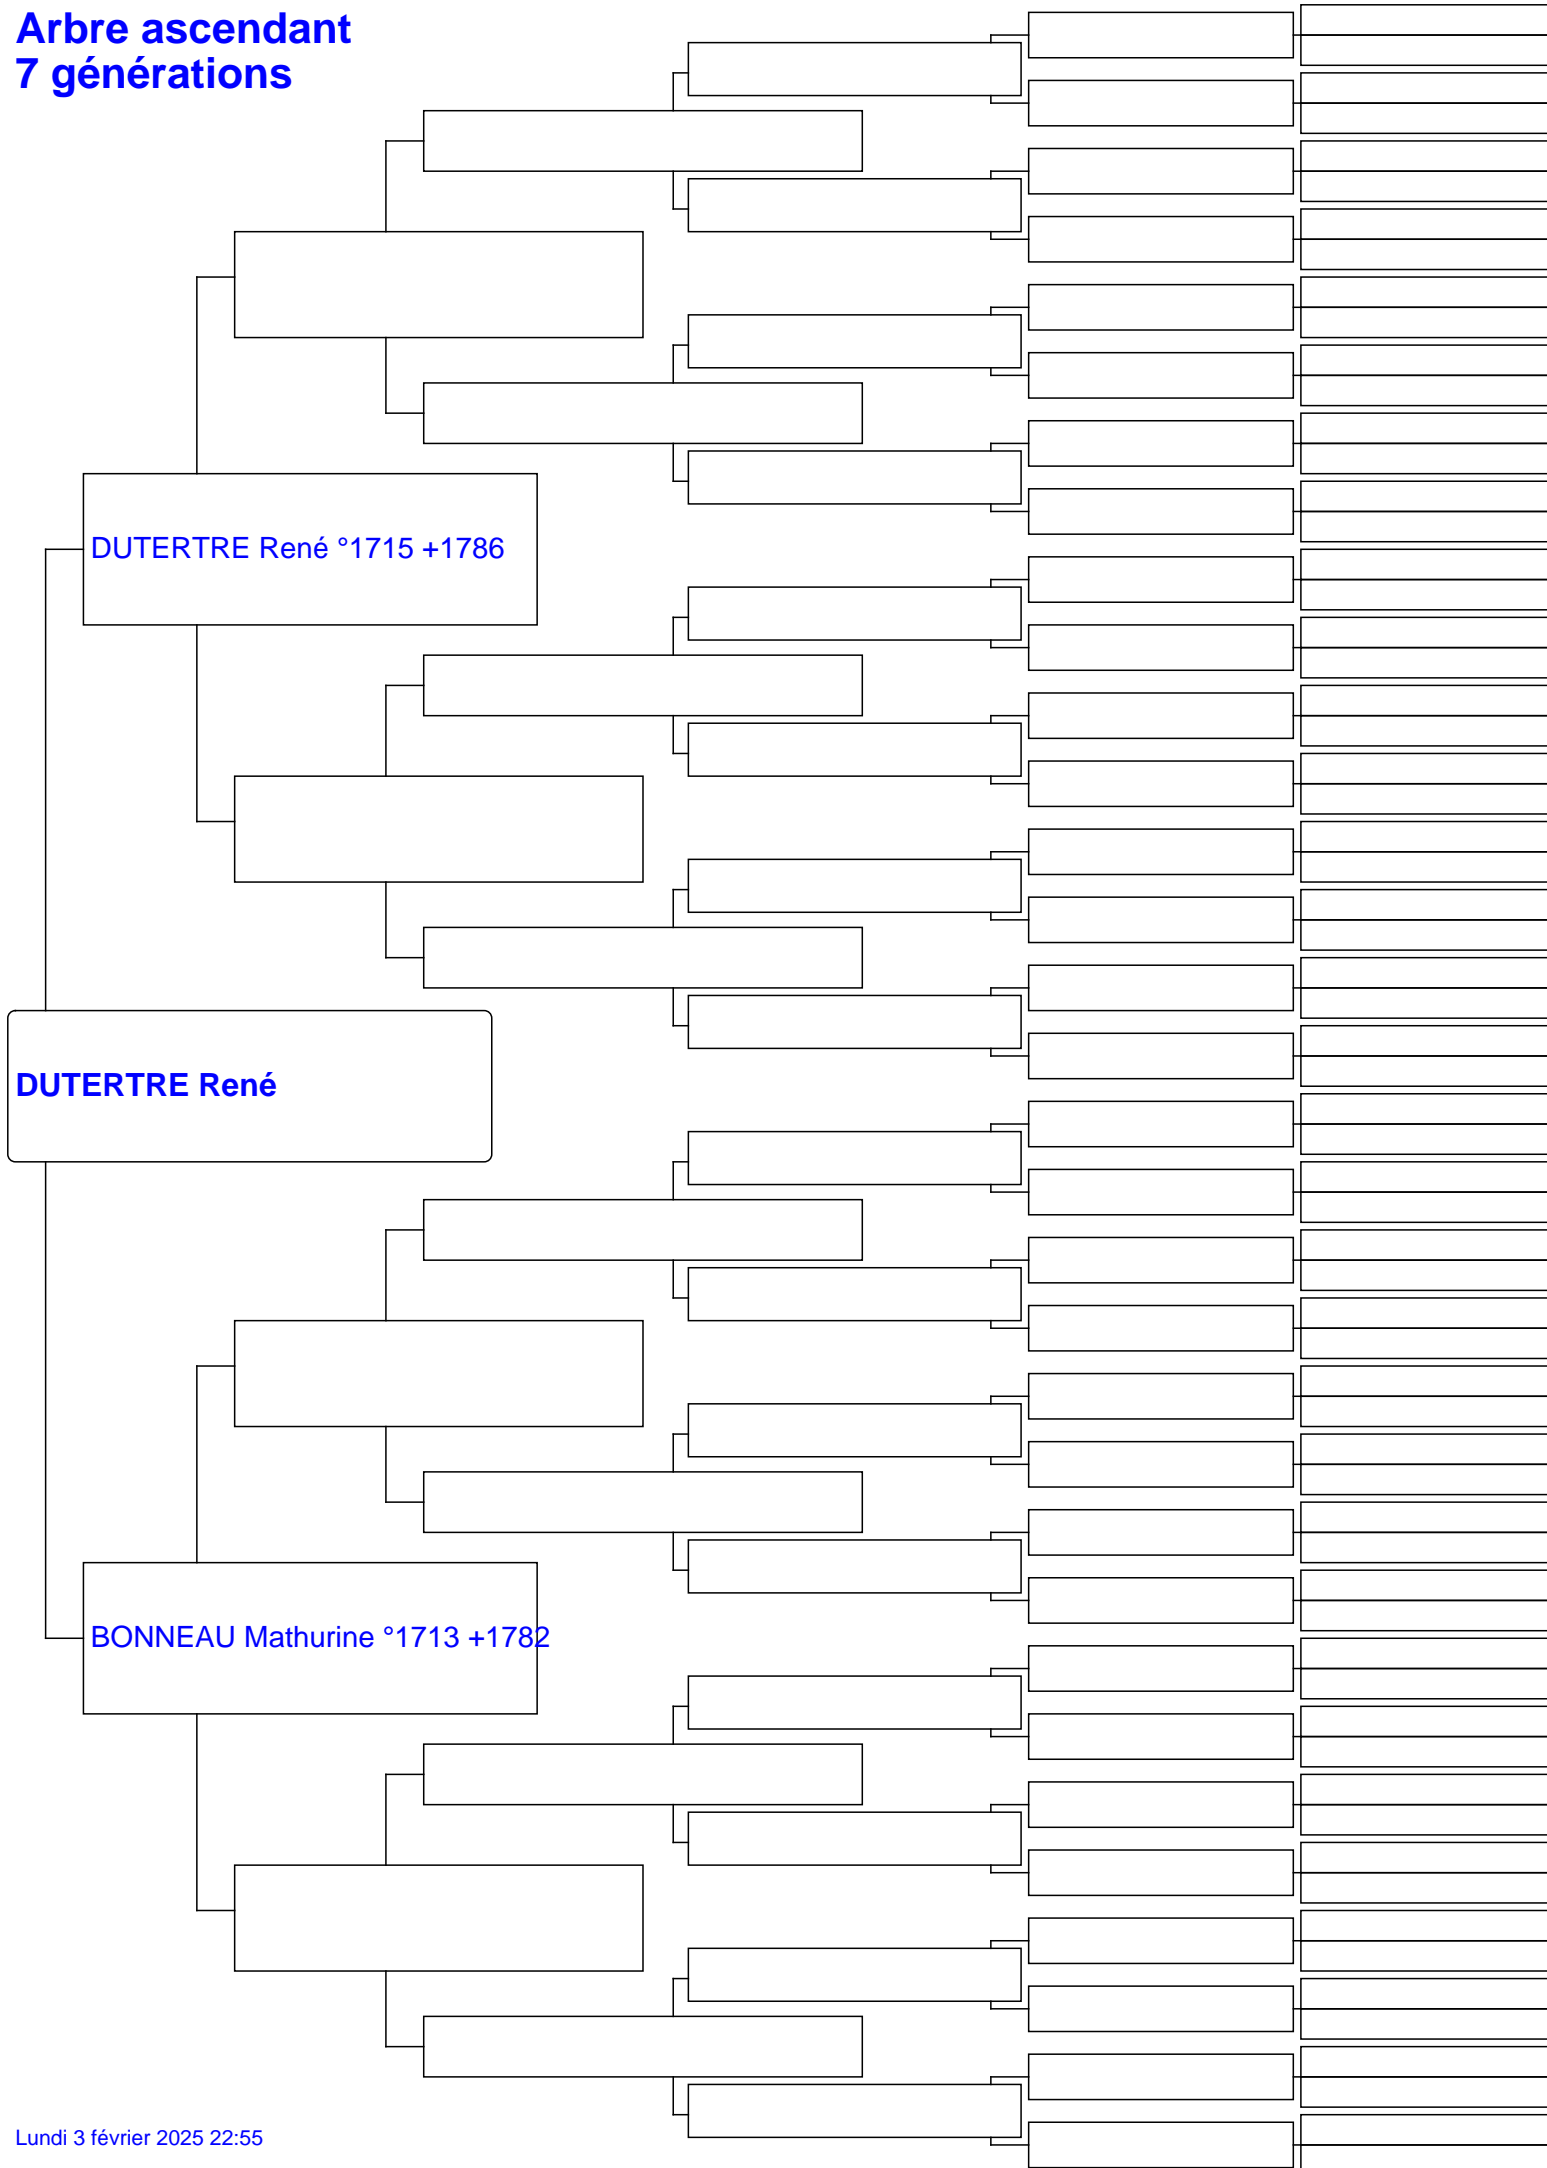 Arbre ascendant
7 générations
DUTERTRE René °1715 +1786
DUTERTRE René
BONNEAU Mathurine °1713 +1782
Lundi 3 février 2025 22:55